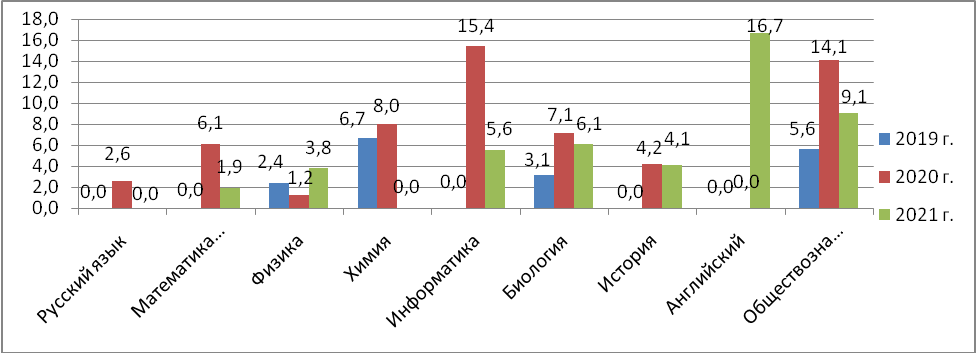 18,0
16,0
14,0
12,0
10,0
8,0
6,0
4,0
2,0
0,0
0,0 2,6 0,0
0,0 6,1 1,9
2,4 1,2 3,8
6,7 8,0 0,0
0,0 15,4 5,6
3,1 7,1 6,1
0,0 4,2 4,1
0,0 0,0 16,7
5,6 14,1 9,1
Русский язык
Математика...
Физика
Химия
Информатика
Биология
История
Английский
Обществозна...
2019 г.
2020 г.
2021 г.